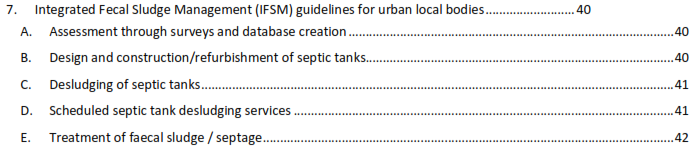 7. Integrated Fecal Sludge Management (IFSM) guidelines for urban local bodies............................40
A. Assessment through surveys and database creation....................................................................................................40
B. Design and construction/refurbishment of septic tanks...............................................................................................40
C. Desludging of septic tanks.............................................................................................................................................41
D. Scheduled septic tank desludging services..................................................................................................................41
E. Treatment of faecal sludge / septage...........................................................................................................................42